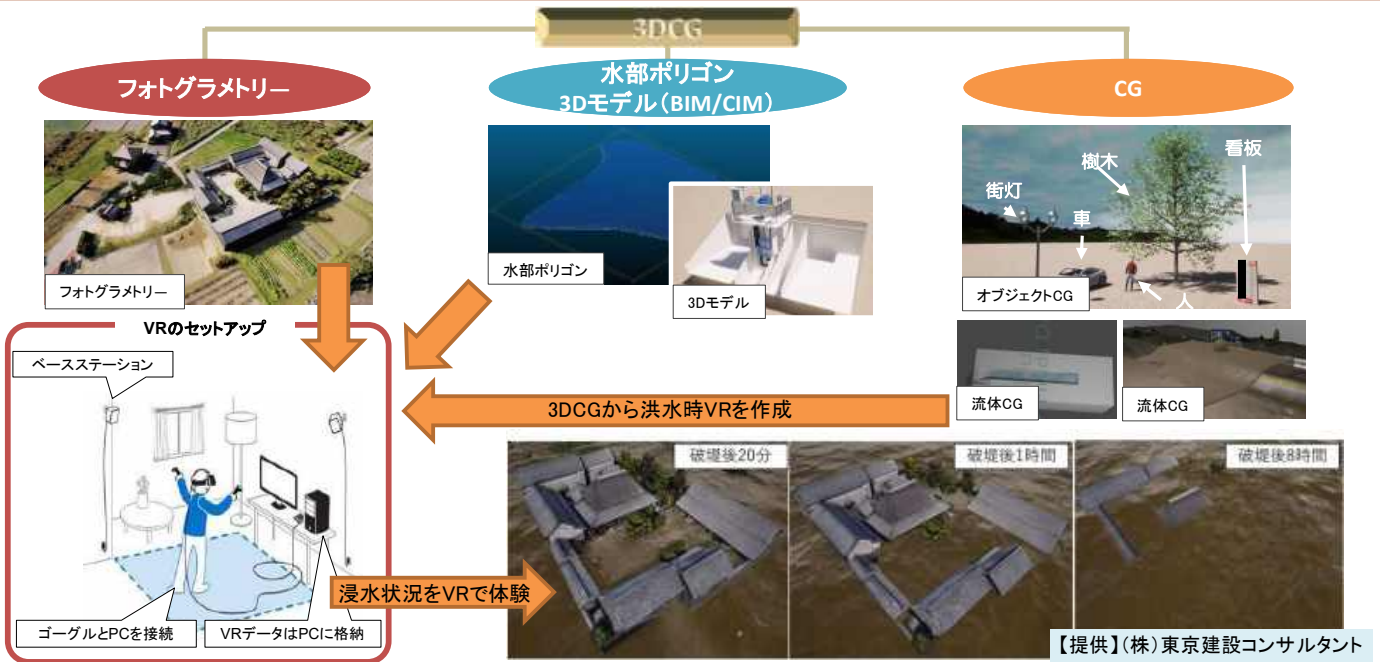 3DCG
フォトグラメトリー
水部ポリゴン
3Dモデル(BIM/CIM)
CG
フォトグラメトリー
水部ポリゴン
3Dモデル
街灯
車
樹木
看板
人
オブジェクトCG
流体CG
流体CG
VRのセットアップ
ベースステーション
ゴーグルとPCを接続
VRデータはPCに格納
3DCGから洪水時VRを作成
浸水状況をVRで体験
破堤後20分
破堤後1時間
破堤後8時間
【提供】(株)東京建設コンサルタント